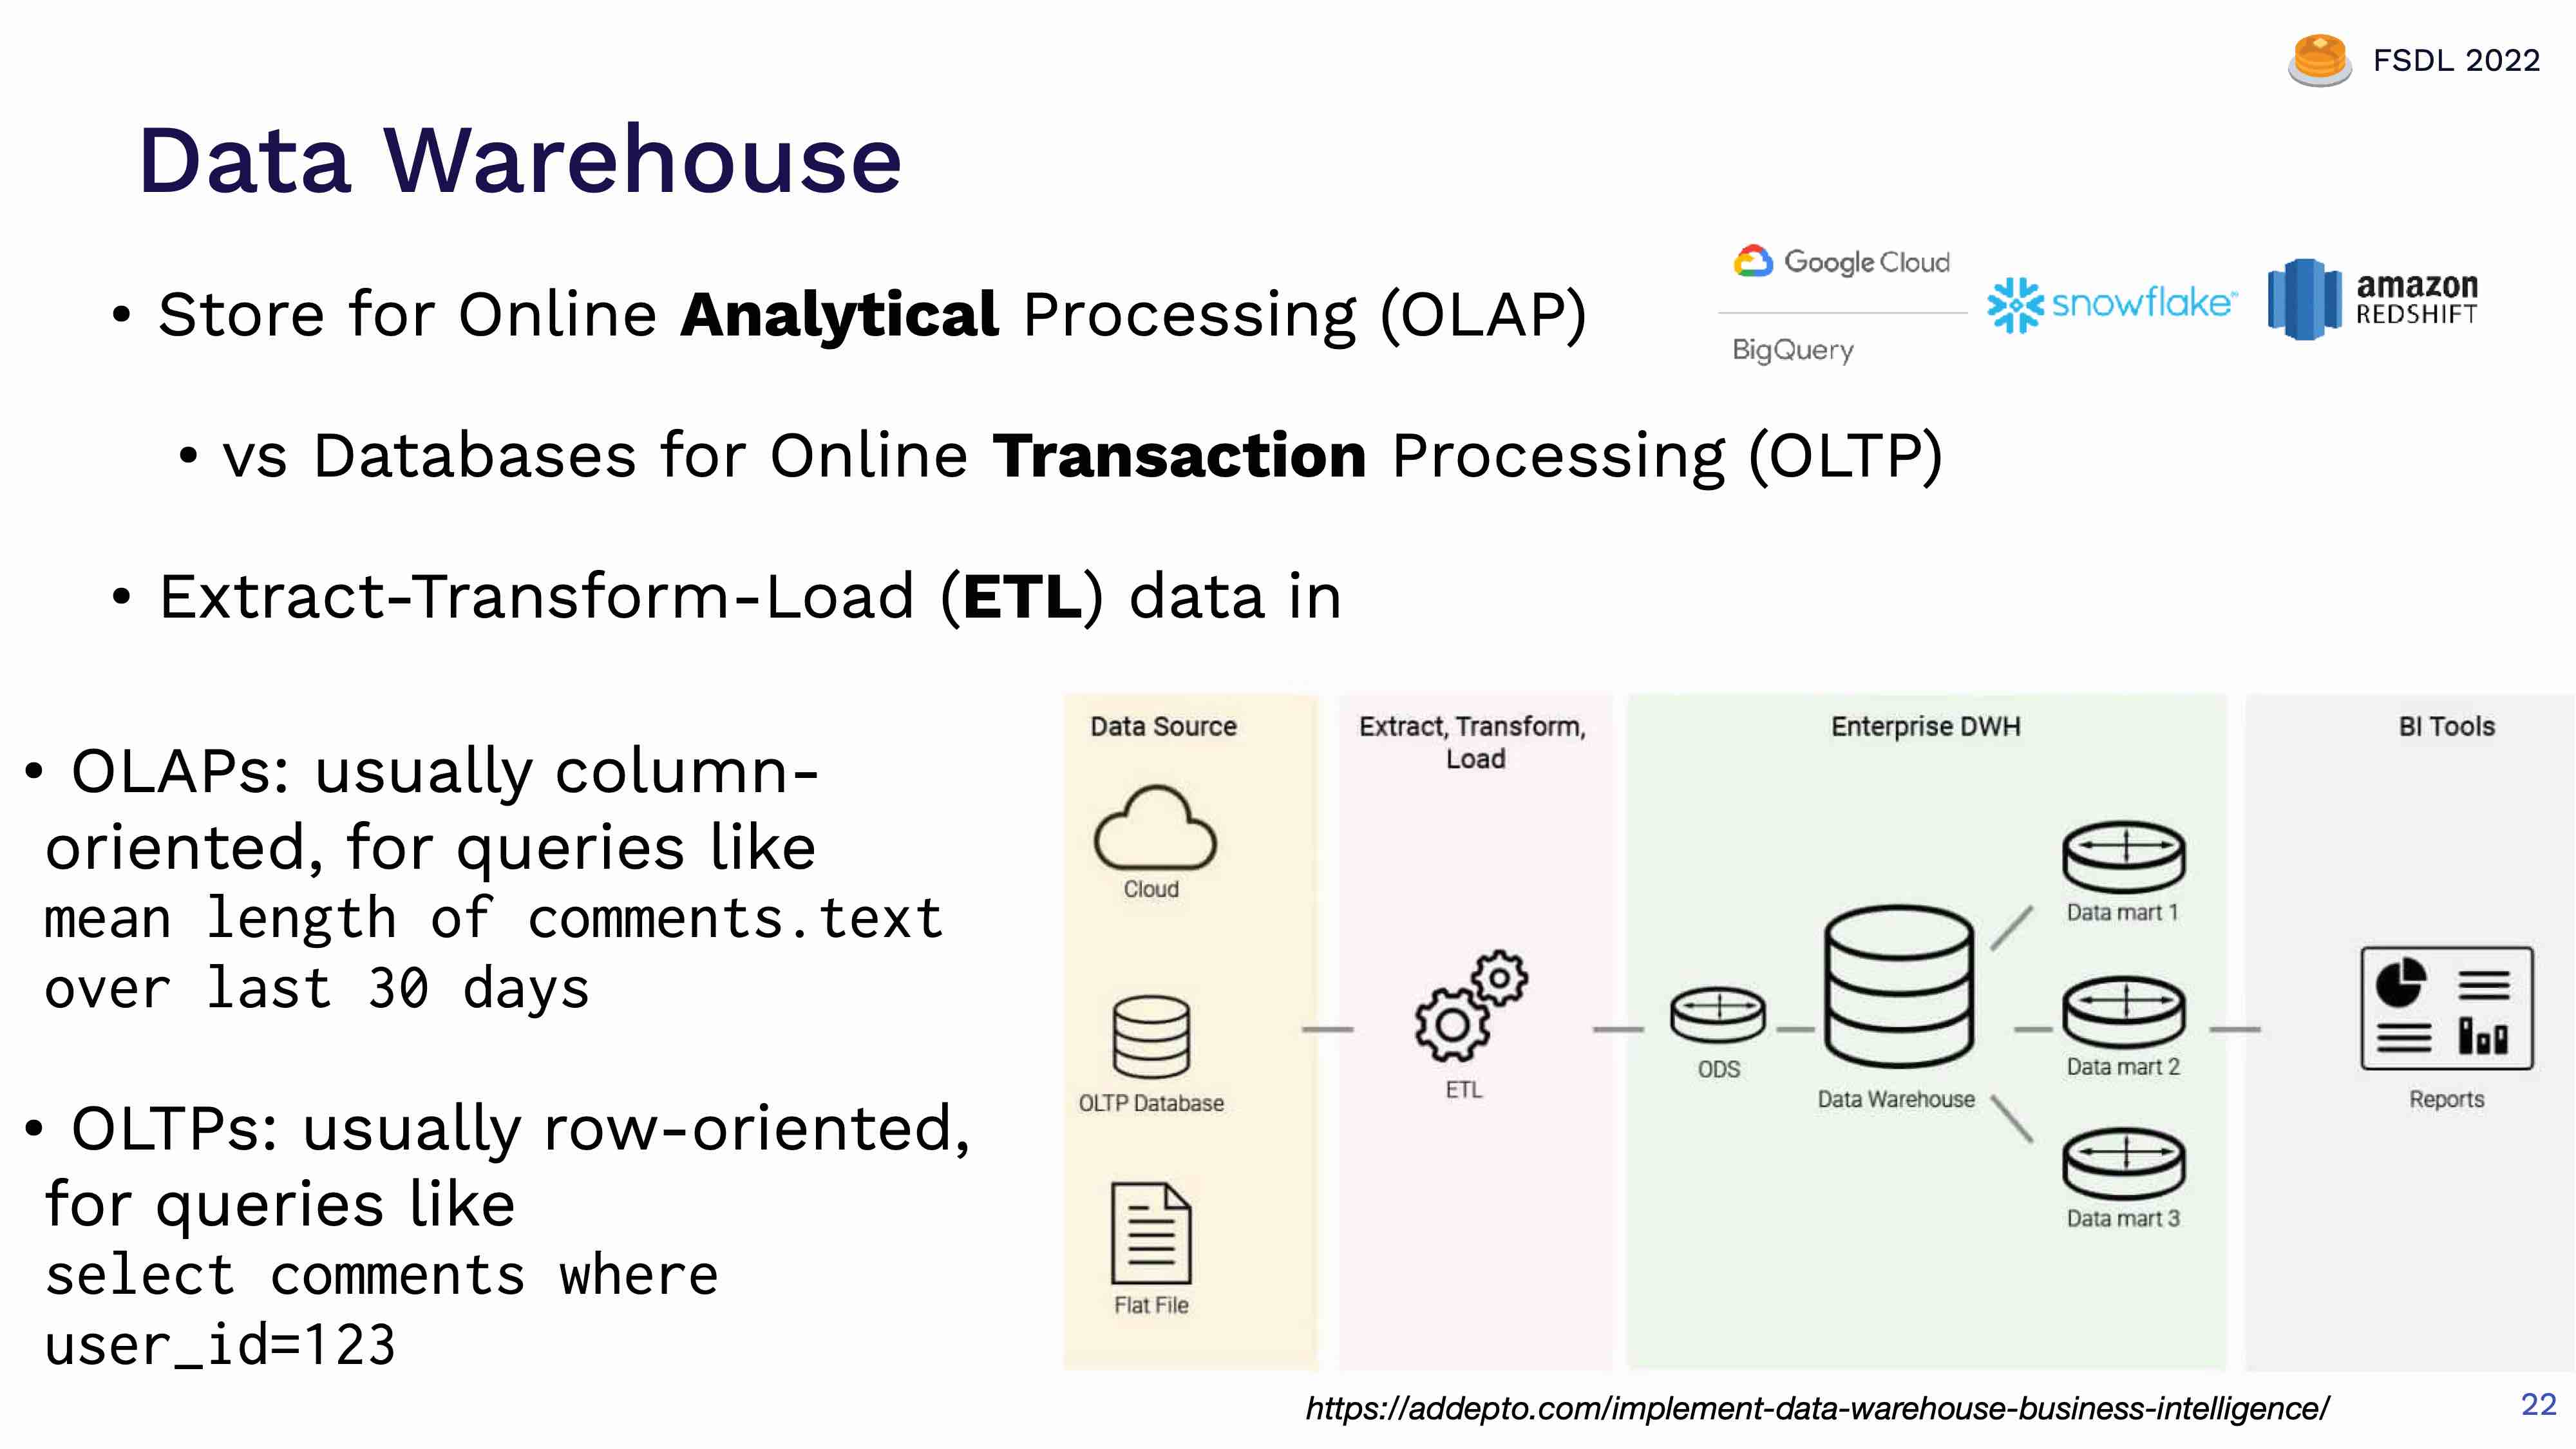 FSDL 2022
Data Warehouse
• Store for Online Analytical Processing (OLAP)
Google Cloud
BigQuery
snowflake
amazon
REDSHIFT
• vs Databases for Online Transaction Processing (OLTP)
• Extract-Transform-Load (ETL) data in
• OLAPs: usually column-
oriented, for queries like
mean length of comments.text
over last 30 days
• OLTPs: usually row-oriented,
for queries like
select comments where
user_id=123
Data Source
Cloud
OLTP Database
Flat File
Extract, Transform,
Load
ETL
Enterprise DWH
ODS
Data Warehouse
Data mart 1
Data mart 2
Data mart 3
BI Tools
Reports
https://addepto.com/implement-data-warehouse-business-intelligence/
22